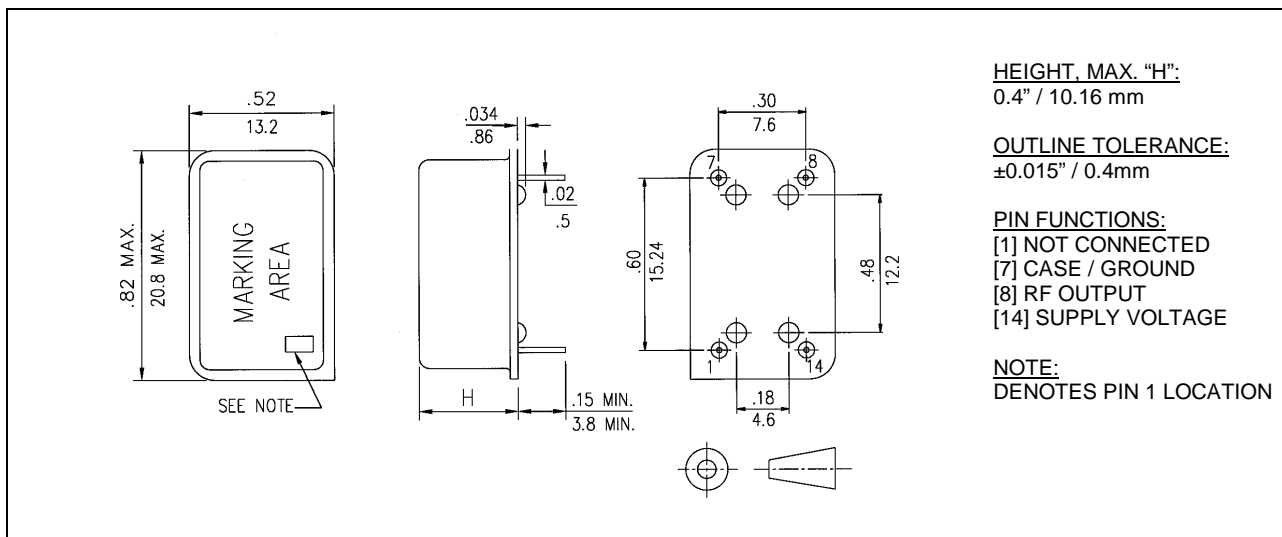 .52
13.2
.82 MAX.
20.8 MAX.
MARKING
AREA
SEE NOTE
.034
.86
.02
.5
H
.15 MIN.
3.8 MIN.
.30
7.6
7
8
.60
15.24
.48
12.2
1
14
.18
4.6
HEIGHT, MAX. “H”:
0.4” / 10.16 mm
OUTLINE TOLERANCE:
±0.015” / 0.4mm
PIN FUNCTIONS:
[1] NOT CONNECTED
[7] CASE / GROUND
[8] RF OUTPUT
[14] SUPPLY VOLTAGE
NOTE:
DENOTES PIN 1 LOCATION